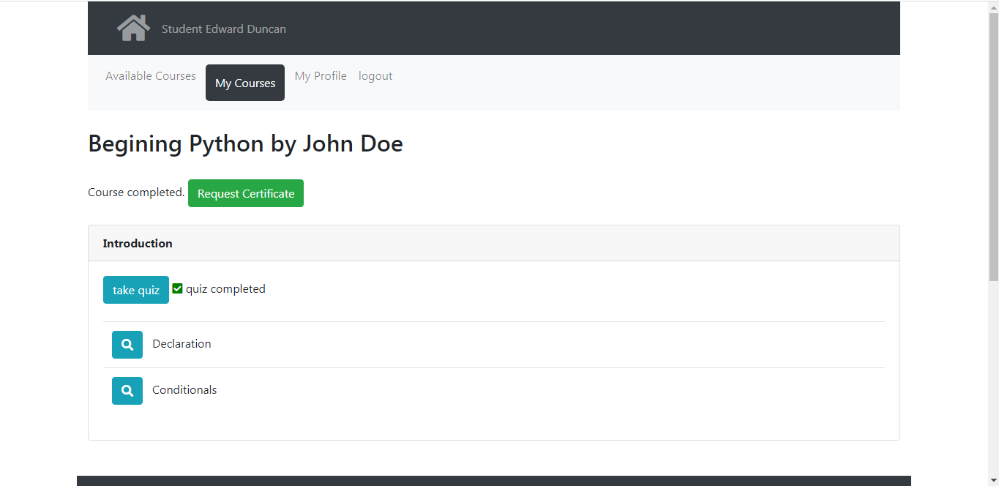 Student Edward Duncan
Available Courses My Courses My Profile logout
Begining Python by John Doe
Course completed. Request Certificate
Introduction
take quiz quiz completed
Declaration
Conditionals